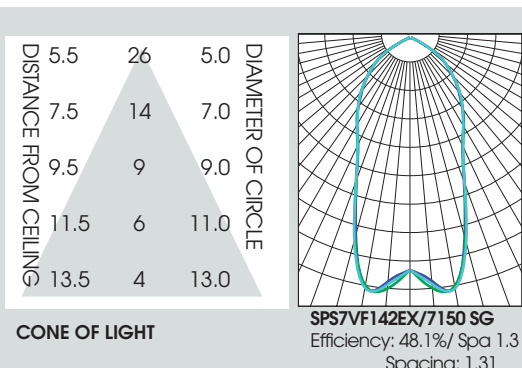 DISTANCE FROM CEILING
DIAMETER OF CIRCLE
5.5 26 5.0
7.5 14 7.0
9.5 9 9.0
11.5 6 11.0
13.5 4 13.0
CONE OF LIGHT
SPS7VF142EX/7150 SG
Efficiency: 48.1%/ Spa 1.3
Spacing: 1.31